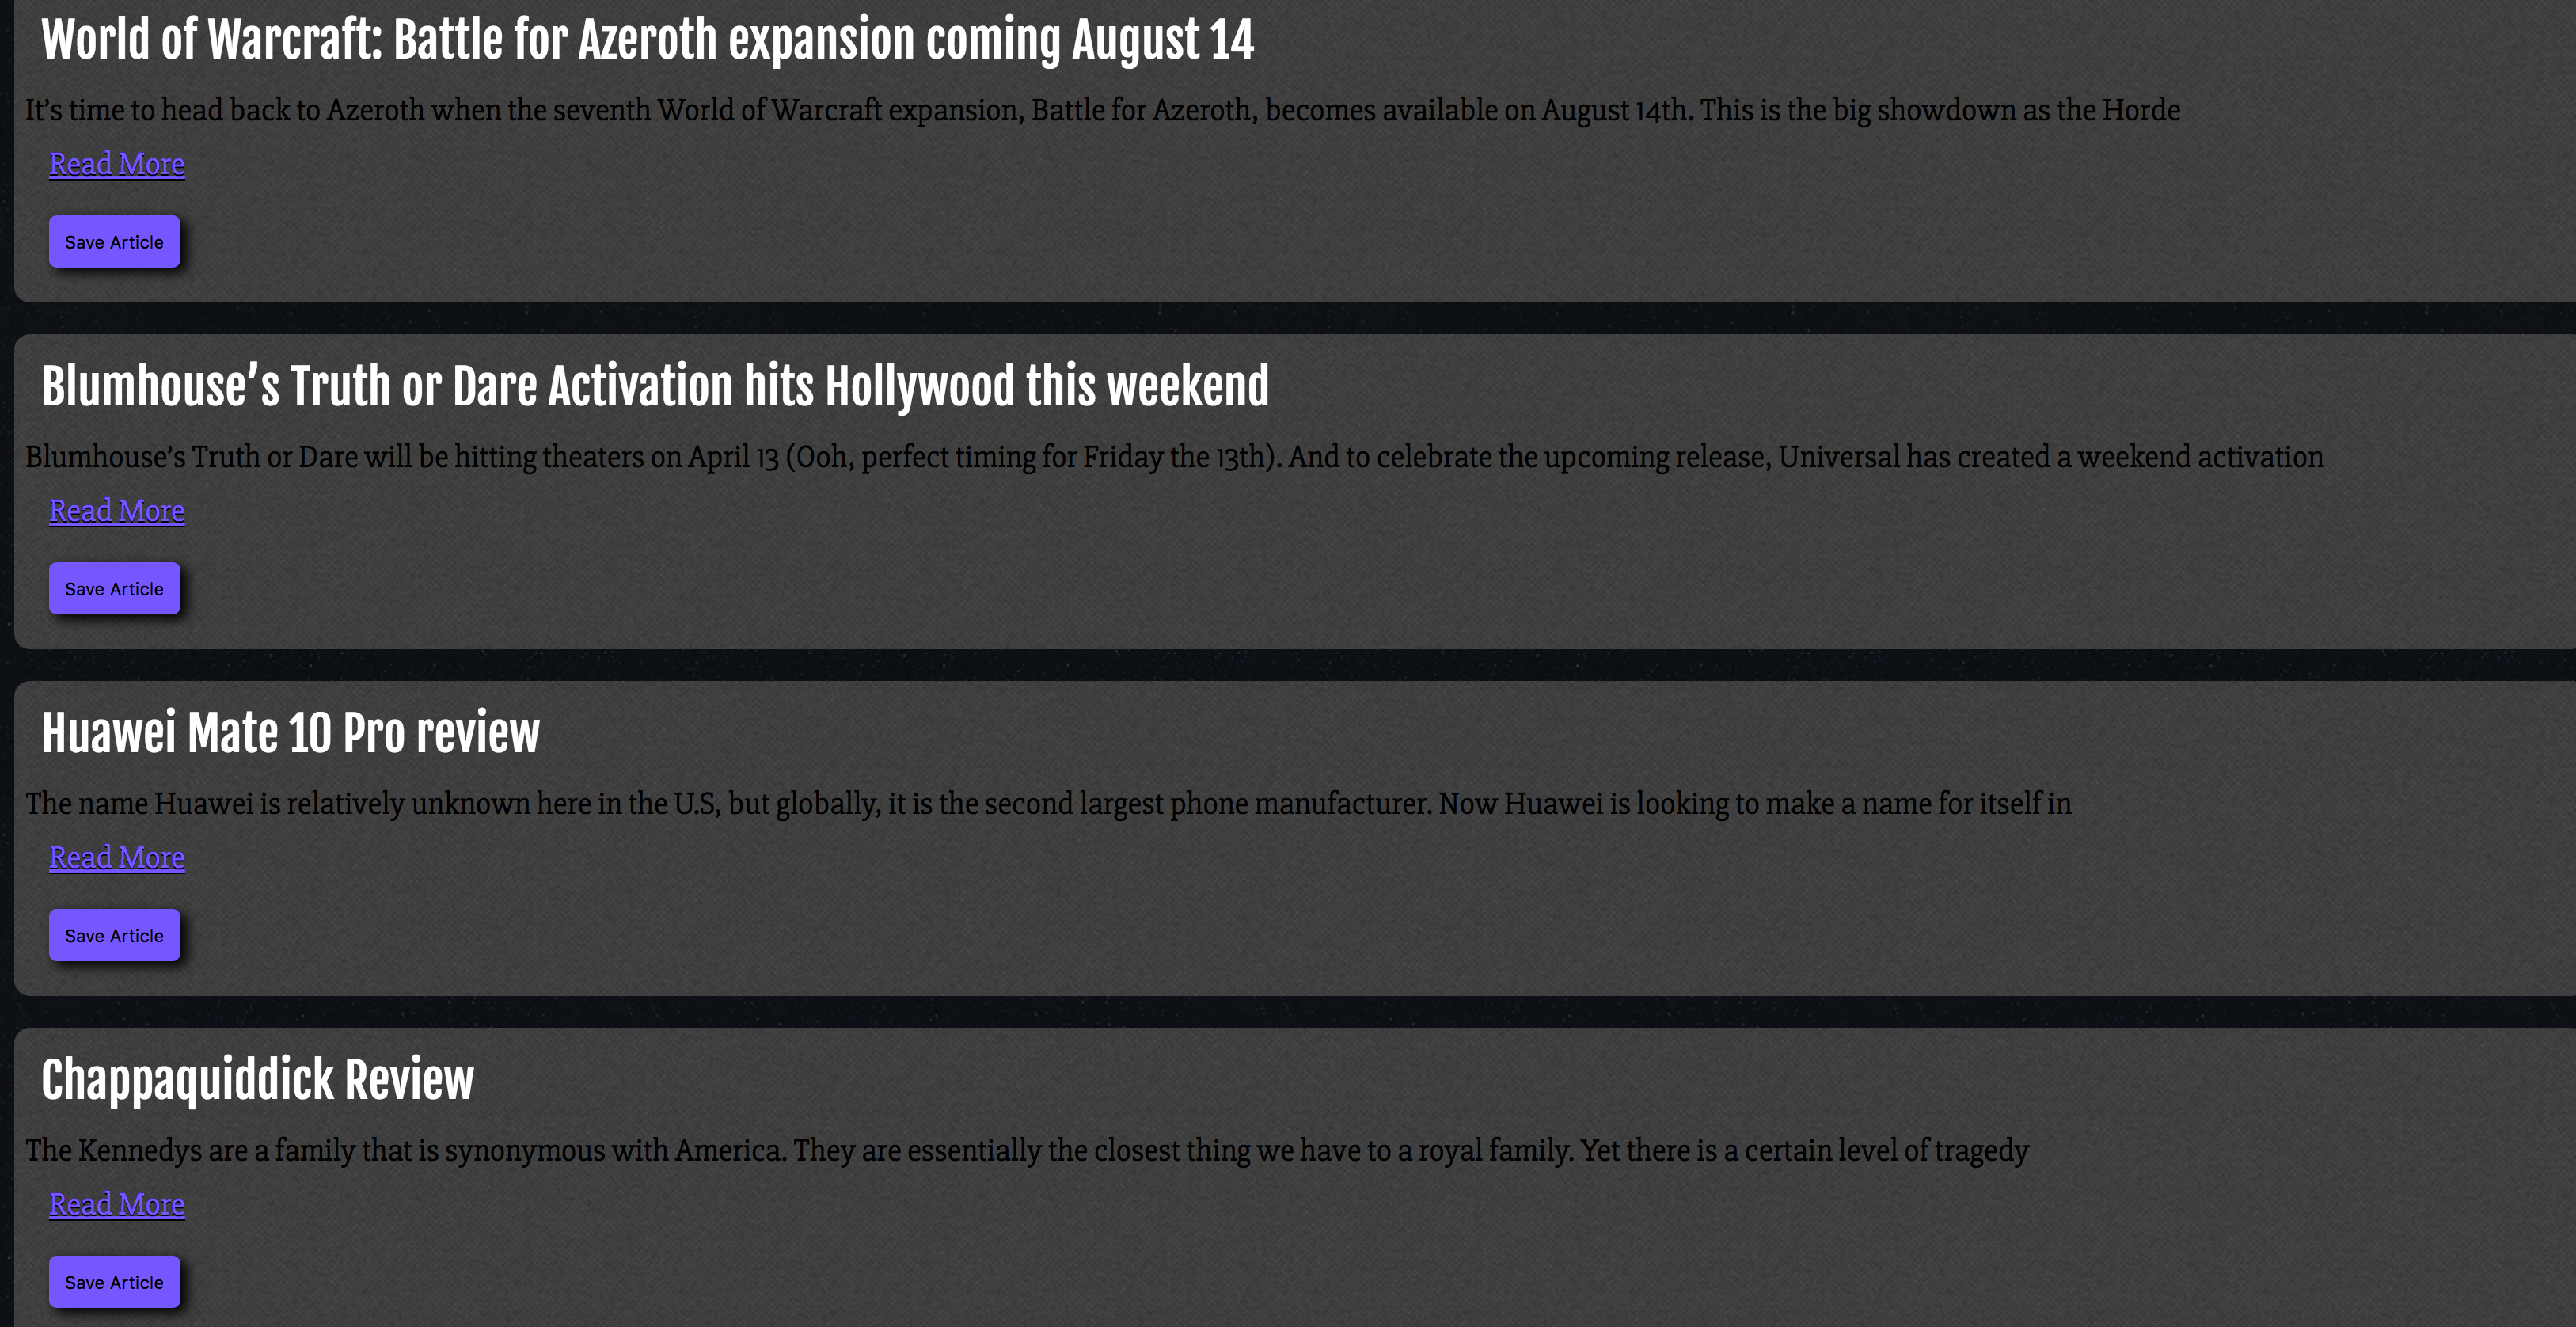 World of Warcraft: Battle for Azeroth expansion coming August 14
It’s time to head back to Azeroth when the seventh World of Warcraft expansion, Battle for Azeroth, becomes available on August 14th. This is the big showdown as the Horde
Read More
Save Article
Blumhouse’s Truth or Dare Activation hits Hollywood this weekend
Blumhouse’s Truth or Dare will be hitting theaters on April 13 (Ooh, perfect timing for Friday the 13th). And to celebrate the upcoming release, Universal has created a weekend activation
Read More
Save Article
Huawei Mate 10 Pro review
The name Huawei is relatively unknown here in the U.S, but globally, it is the second largest phone manufacturer. Now Huawei is looking to make a name for itself in
Read More
Save Article
Chappaquiddick Review
The Kennedys are a family that is synonymous with America. They are essentially the closest thing we have to a royal family. Yet there is a certain level of tragedy
Read More
Save Article